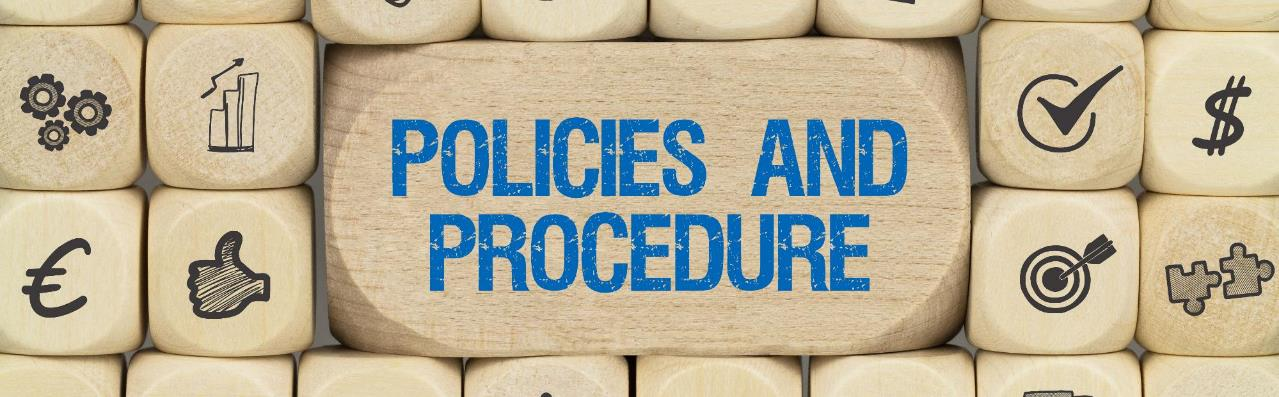 POLICIES AND
PROCEDURE
$
€